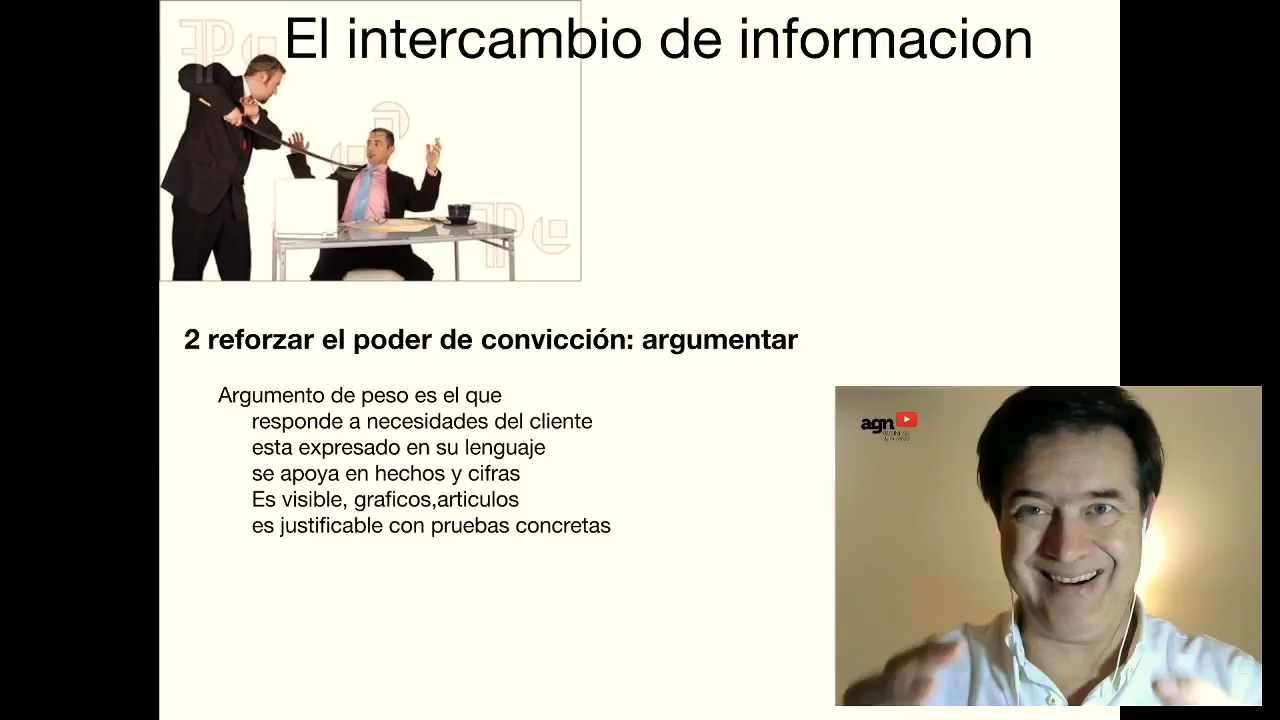 El intercambio de informacion
2 reforzar el poder de convicción: argumentar
Argumento de peso es el que
responde a necesidades del cliente
esta expresado en su lenguaje
se apoya en hechos y cifras
Es visible, graficos,articulos
es justificable con pruebas concretas
agn